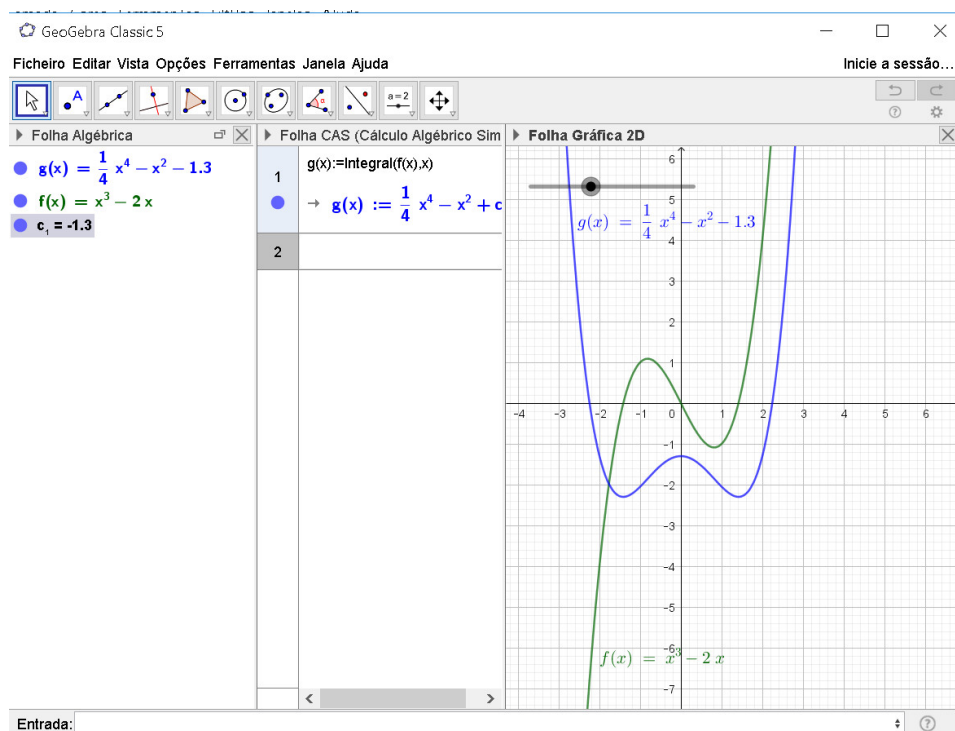 GeoGebra Classic 5
Ficheiro Editar Vista Opções Ferramentas Janela Ajuda
Inicie a sessão...
A
α
a=2
Folha Algébrica
g(x) = 1/4 x⁴ − x² − 1.3
f(x) = x³ − 2 x
c₁ = -1.3
Folha CAS (Cálculo Algébrico Sim
1
g(x):=Integral(f(x),x)
→ g(x) := 1/4 x⁴ − x² + c
2
Folha Gráfica 2D
g(x) = 1/4 x⁴ − x² − 1.3
6
5
4
3
2
1
−4 −3 −2 −1 0 1 2 3 4 5 6
−1
−2
−3
−4
−5
−6
−7
f(x) = x³ − 2 x
Entrada: